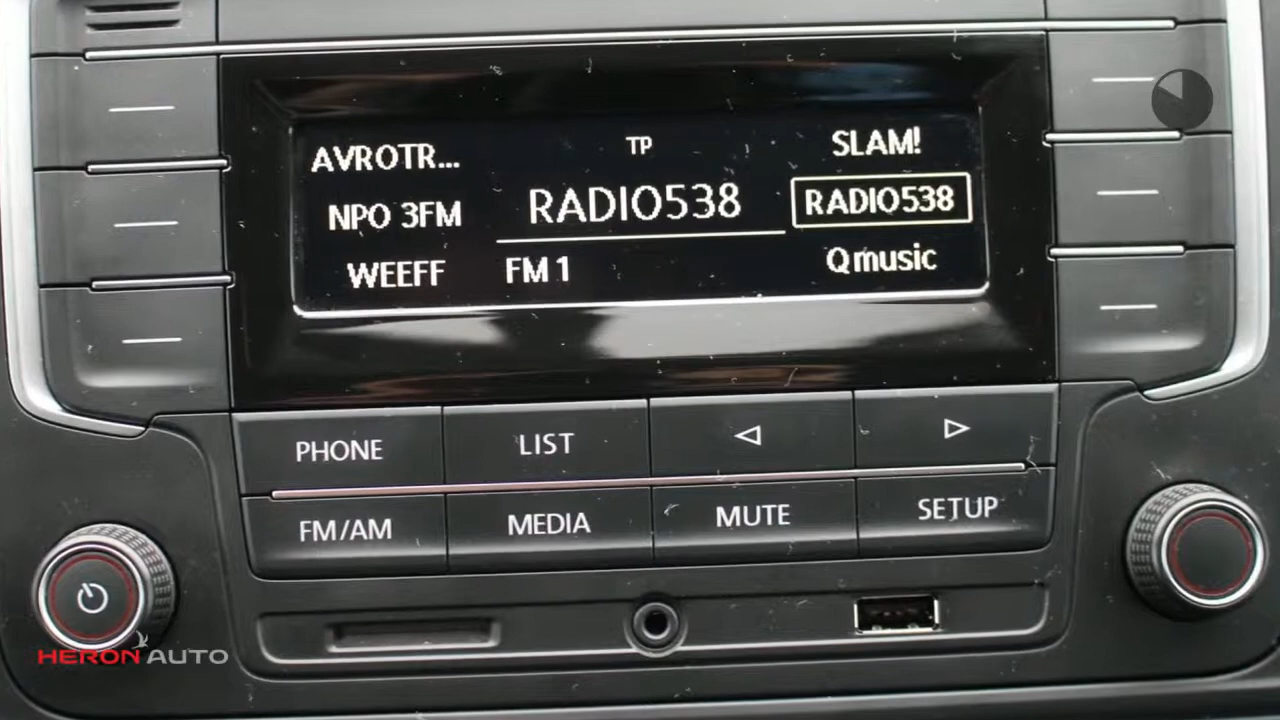 AVROTR...
NPO 3FM
WEEFF
TP
RADIO538
FM 1
SLAM!
RADIO538
Qmusic
PHONE
LIST
FM/AM
MEDIA
MUTE
SETUP
HERON AUTO